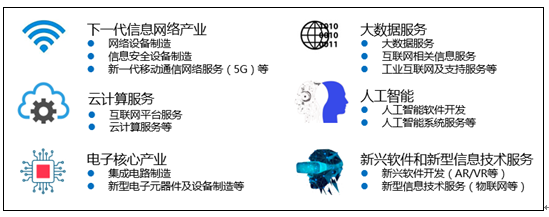 下一代信息网络产业
网络设备制造
信息安全设备制造
新一代移动通信网络服务（5G）等
云计算服务
互联网平台服务
云计算服务等
电子核心产业
集成电路制造
新型电子元器件及设备制造等
1010
0010
0011
大数据服务
大数据服务
互联网相关信息服务
工业互联网及支持服务等
人工智能
人工智能软件开发
人工智能系统服务等
新兴软件和新型信息技术服务
新兴软件开发（AR/VR等）
新型信息技术服务（物联网等）